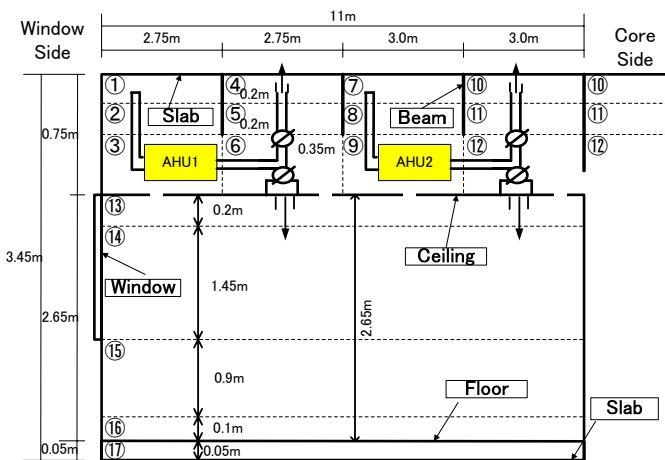 Window
Side
11m
Core
Side
2.75m 2.75m 3.0m 3.0m
① ④ ⑦ ⑩ ⑩
0.2m
② Slab ⑤ ⑧ Beam ⑪ ⑪
0.2m
0.75m
③ AHU1 ⑥ 0.35m ⑨ AHU2 ⑫ ⑫
⑬ 0.2m
⑭
Ceiling
3.45m
Window 1.45m
2.65m 2.65m
⑮
0.9m
Floor
Slab
⑯ 0.1m
0.05m ⑰ 0.05m